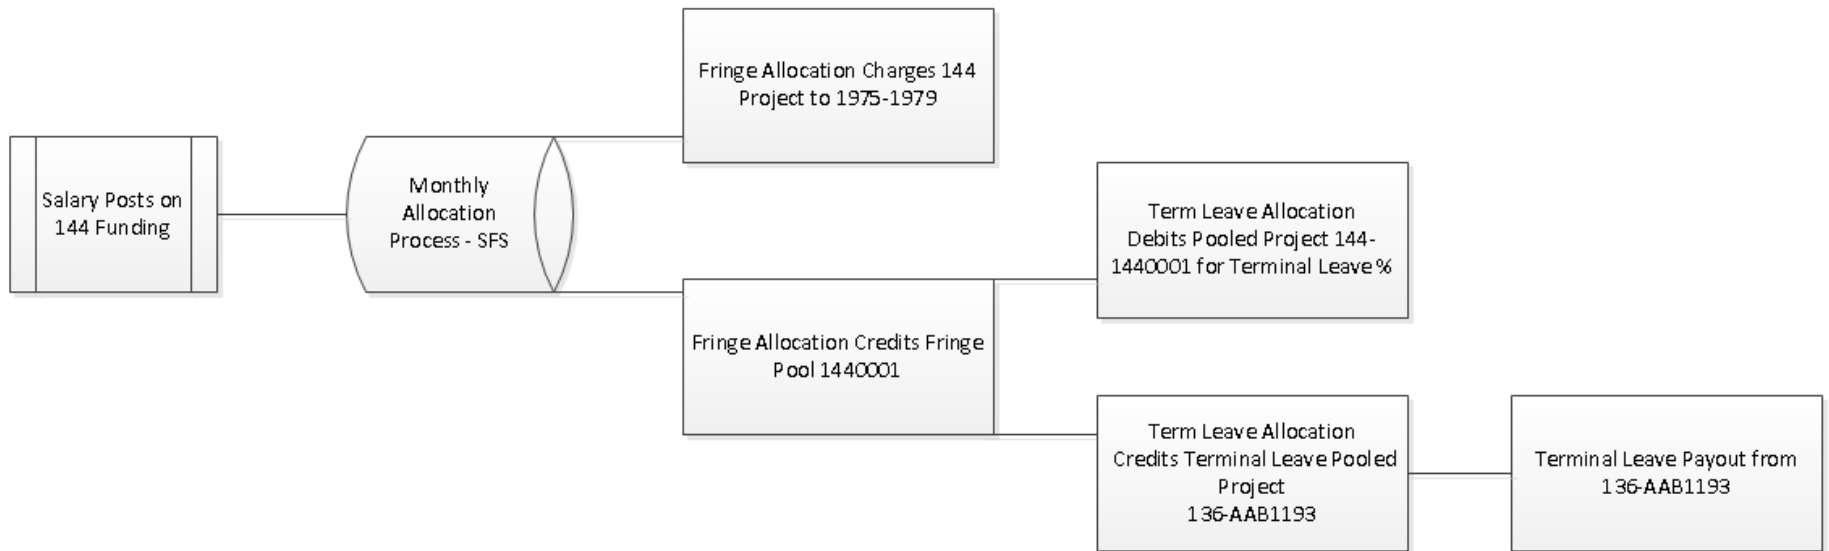 Salary Posts on
144 Funding
Monthly
Allocation
Process - SFS
Fringe Allocation Charges 144
Project to 1975-1979
Fringe Allocation Credits Fringe
Pool 1440001
Term Leave Allocation
Debits Pooled Project 144-
1440001 for Terminal Leave %
Term Leave Allocation
Credits Terminal Leave Pooled
Project
136-AAB1193
Terminal Leave Payout from
136-AAB1193